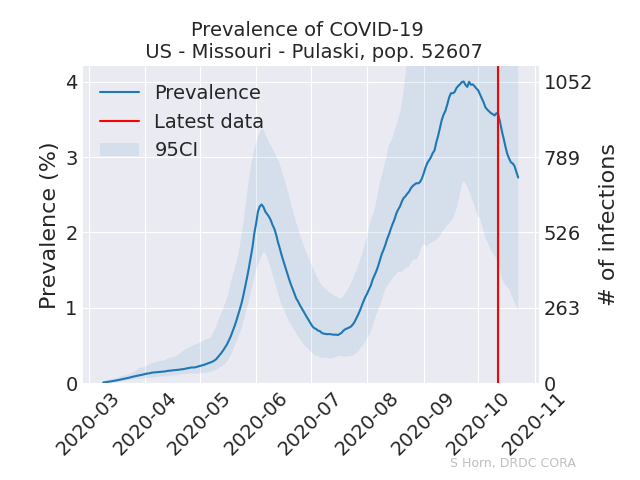 Prevalence of COVID-19
US - Missouri - Pulaski, pop. 52607
Prevalence
Latest data
95CI
Prevalence (%)
4
3
2
1
0
1052
789
526
263
0
# of infections
2020-03
2020-04
2020-05
2020-06
2020-07
2020-08
2020-09
2020-10
2020-11
S Horn, DRDC CORA